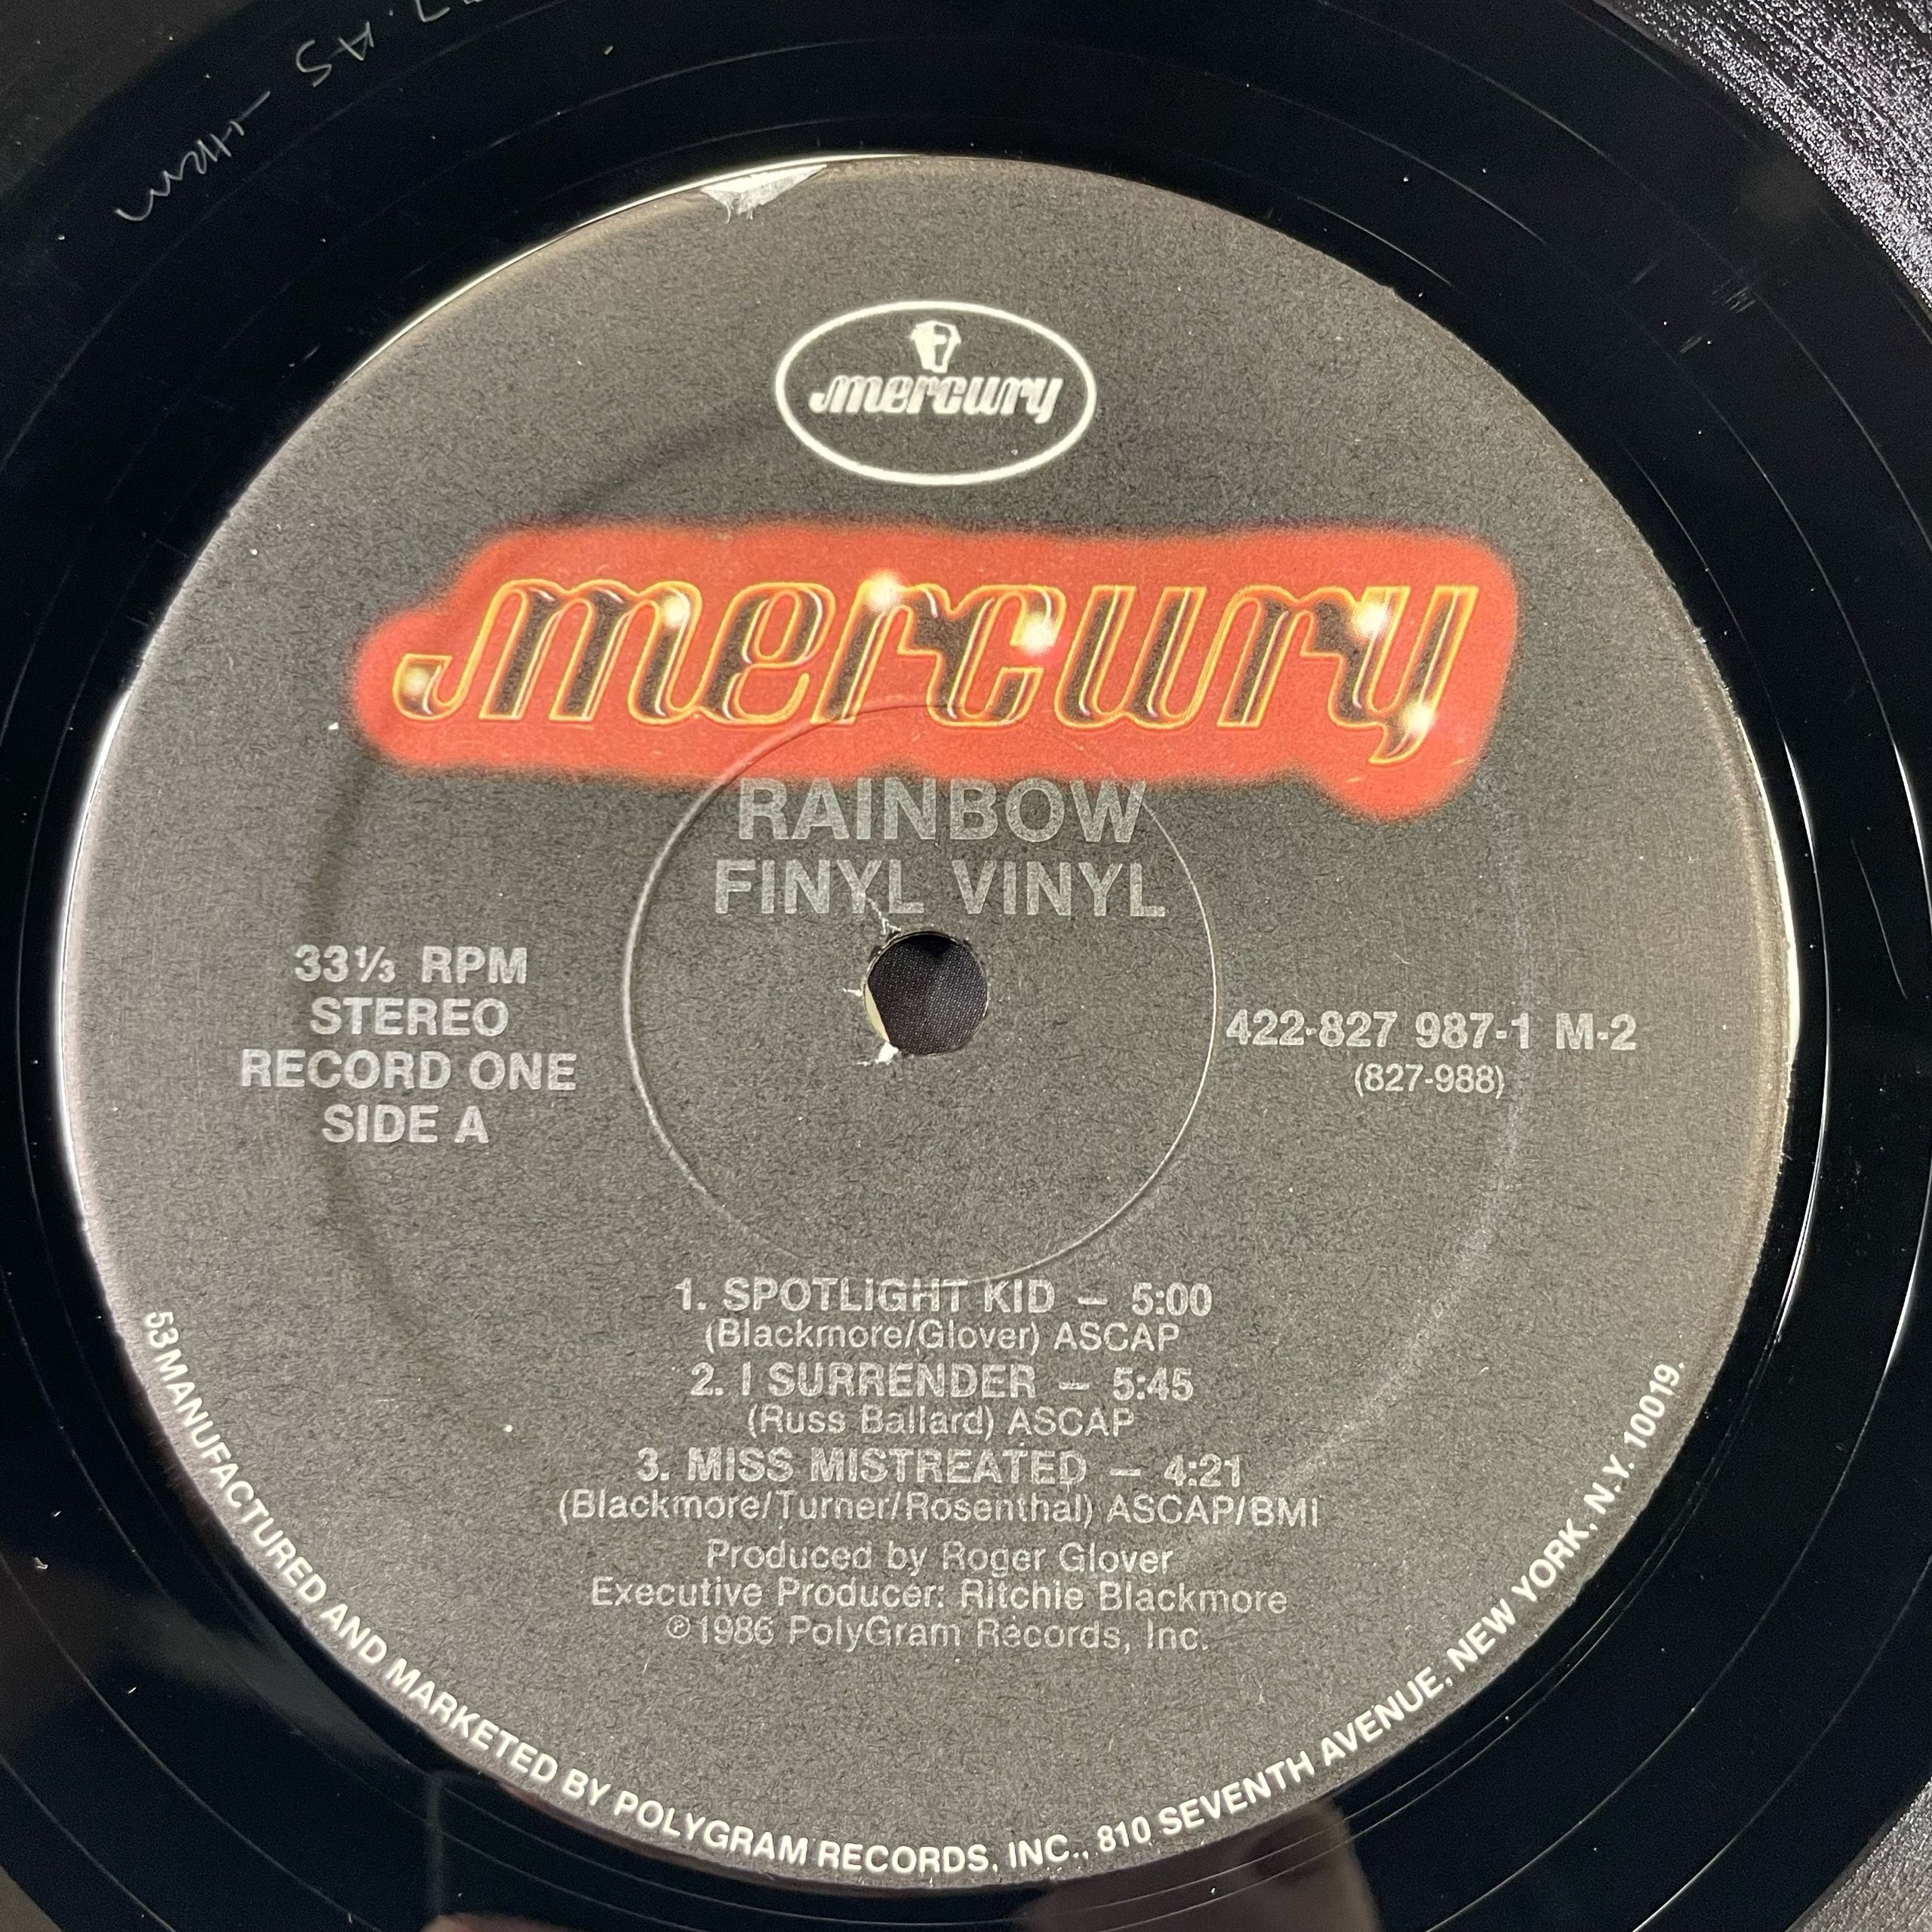 mercury
mercury
RAINBOW
FINYL VINYL
33⅓ RPM
STEREO
RECORD ONE
SIDE A
422-827 987-1 M-2
(827-988)
1. SPOTLIGHT KID — 5:00
(Blackmore/Glover) ASCAP
2. I SURRENDER — 5:45
(Russ Ballard) ASCAP
3. MISS MISTREATED — 4:21
(Blackmore/Turner/Rosenthal) ASCAP/BMI
Produced by Roger Glover
Executive Producer: Ritchie Blackmore
℗1986 PolyGram Records, Inc.
53 MANUFACTURED AND MARKETED BY POLYGRAM RECORDS, INC., 810 SEVENTH AVENUE, NEW YORK, N.Y. 10019.